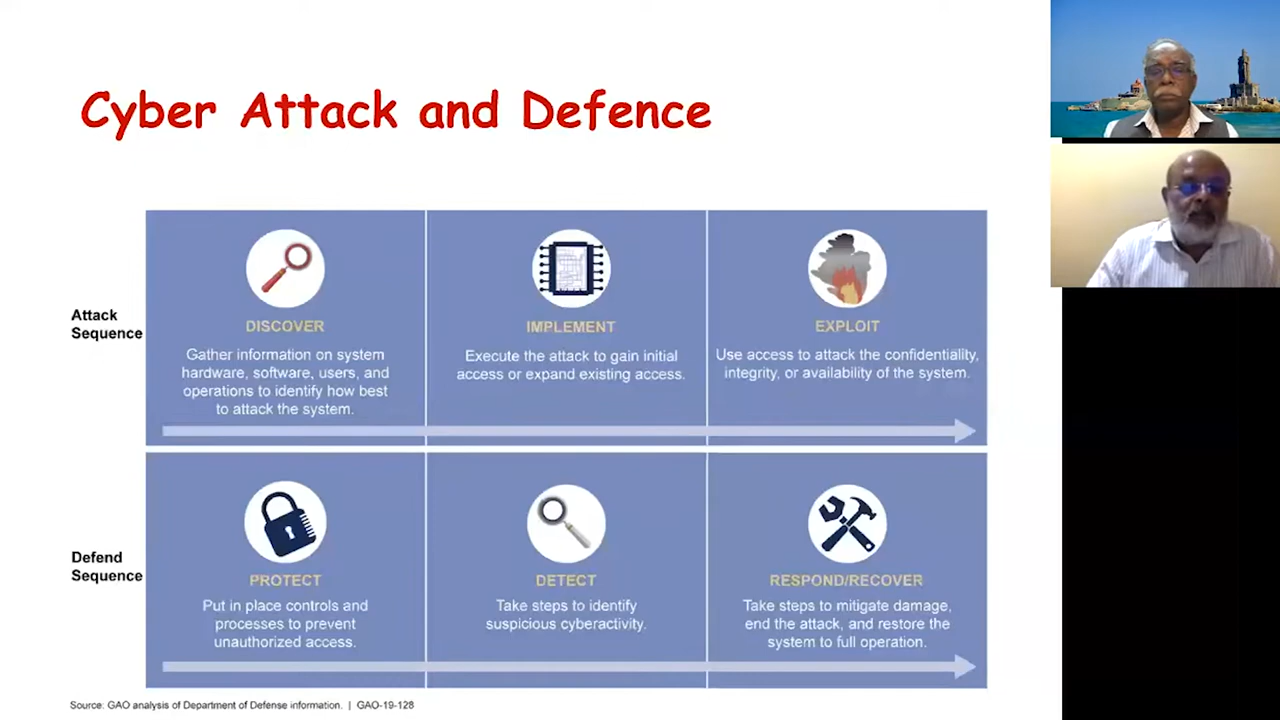 Cyber Attack and Defence
Attack
Sequence
DISCOVER
Gather information on system
hardware, software, users, and
operations to identify how best
to attack the system.
IMPLEMENT
Execute the attack to gain initial
access or expand existing access.
EXPLOIT
Use access to attack the confidentiality,
integrity, or availability of the system.
Defend
Sequence
PROTECT
Put in place controls and
processes to prevent
unauthorized access.
DETECT
Take steps to identify
suspicious cyberactivity.
RESPOND/RECOVER
Take steps to mitigate damage,
end the attack, and restore the
system to full operation.
Source: GAO analysis of Department of Defense information. | GAO-19-128